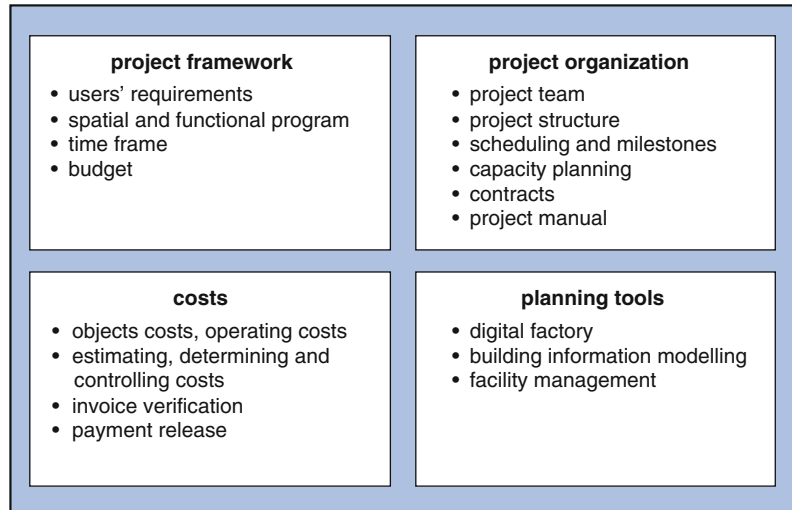 project framework
• users' requirements
• spatial and functional program
• time frame
• budget
project organization
• project team
• project structure
• scheduling and milestones
• capacity planning
• contracts
• project manual
costs
• objects costs, operating costs
• estimating, determining and
controlling costs
• invoice verification
• payment release
planning tools
• digital factory
• building information modelling
• facility management